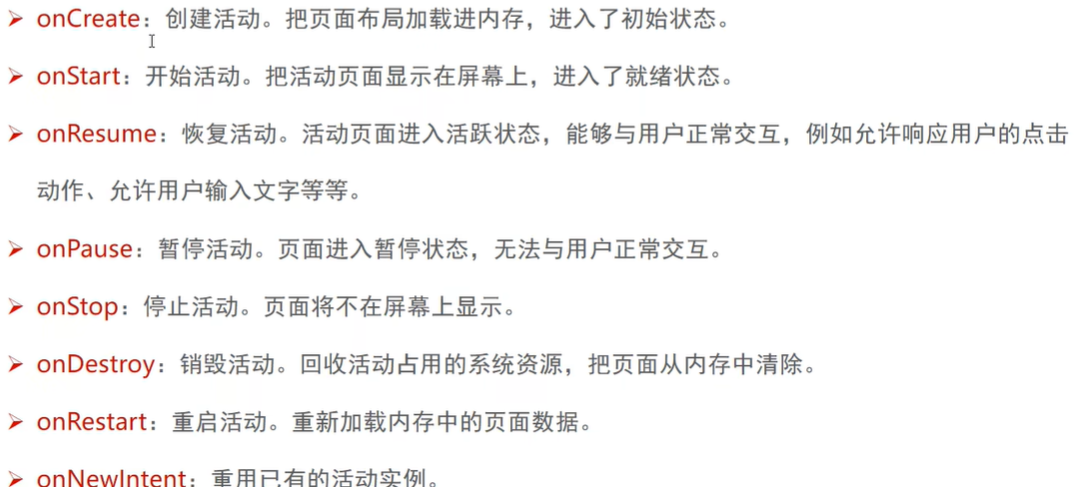 onCreate：创建活动。把页面布局加载进内存，进入了初始状态。
onStart：开始活动。把活动页面显示在屏幕上，进入了就绪状态。
onResume：恢复活动。活动页面进入活跃状态，能够与用户正常交互，例如允许响应用户的点击
动作、允许用户输入文字等等。
onPause：暂停活动。页面进入暂停状态，无法与用户正常交互。
onStop：停止活动。页面将不在屏幕上显示。
onDestroy：销毁活动。回收活动占用的系统资源，把页面从内存中清除。
onRestart：重启活动。重新加载内存中的页面数据。
onNewIntent：重用已有的活动实例。